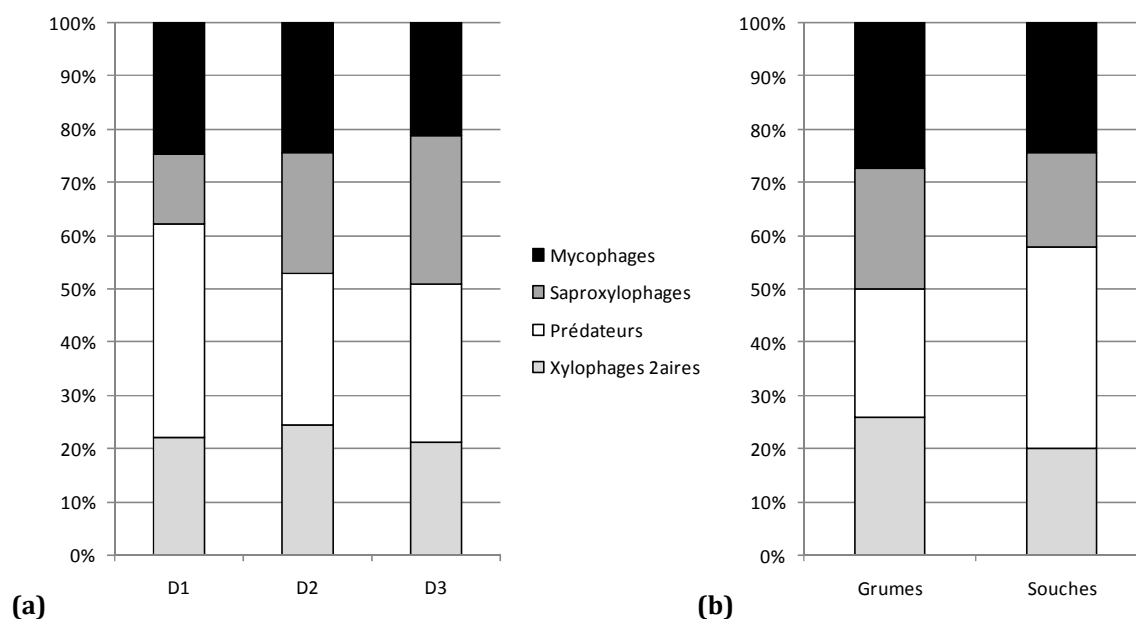 100%
90%
80%
70%
60%
50%
40%
30%
20%
10%
0%
D1 D2 D3
(a)
Mycophages
Saproxylophages
Prédateurs
Xylophages 2aires
100%
90%
80%
70%
60%
50%
40%
30%
20%
10%
0%
Grumes Souches
(b)